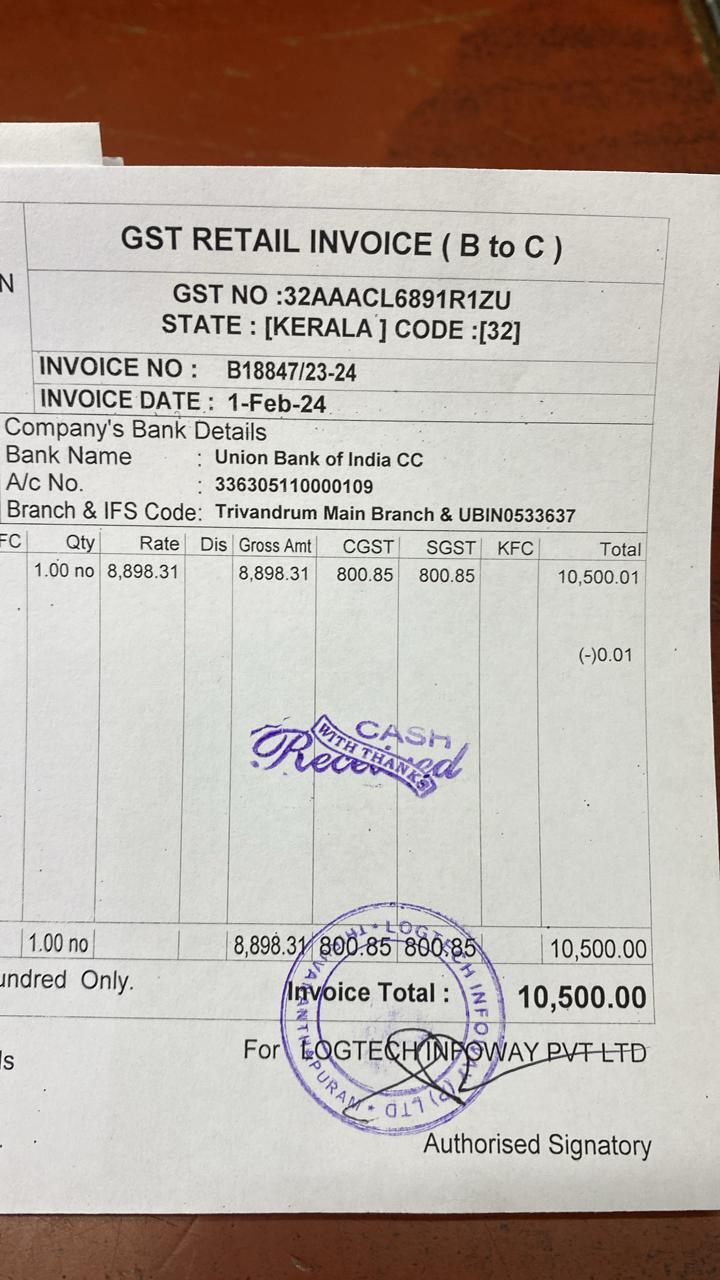 GST RETAIL INVOICE ( B to C )
N
GST NO :32AAACL6891R1ZU
STATE : [KERALA ] CODE :[32]
INVOICE NO : B18847/23-24
INVOICE DATE : 1-Feb-24
Company's Bank Details
Bank Name : Union Bank of India CC
A/c No. : 336305110000109
Branch & IFS Code: Trivandrum Main Branch & UBIN0533637
FC Qty Rate Dis Gross Amt CGST SGST KFC Total
1.00 no 8,898.31 8,898.31 800.85 800.85 10,500.01
(-)0.01
CASH
Received
WITH THANKS
1.00 no 8,898.31 800.85 800.85 10,500.00
undred Only.
Invoice Total : 10,500.00
For LOGTECH INFOWAY PVT LTD
ls
LOGTECH INFOWAY (P) LTD * THIRUVANANTHAPURAM *
Authorised Signatory